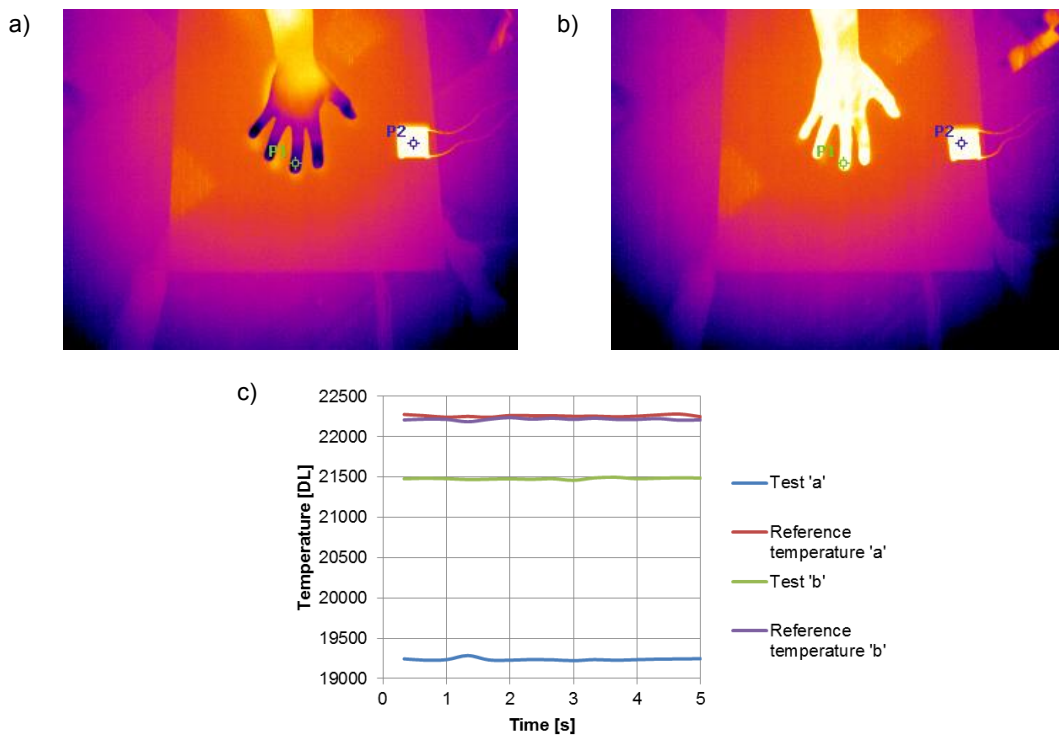 a)
b)
P1
P2
P1
P2
c)
22500
22000
21500
21000
20500
20000
19500
19000
0 1 2 3 4 5
Temperature [DL]
Time [s]
Test 'a'
Reference
temperature 'a'
Test 'b'
Reference
temperature 'b'